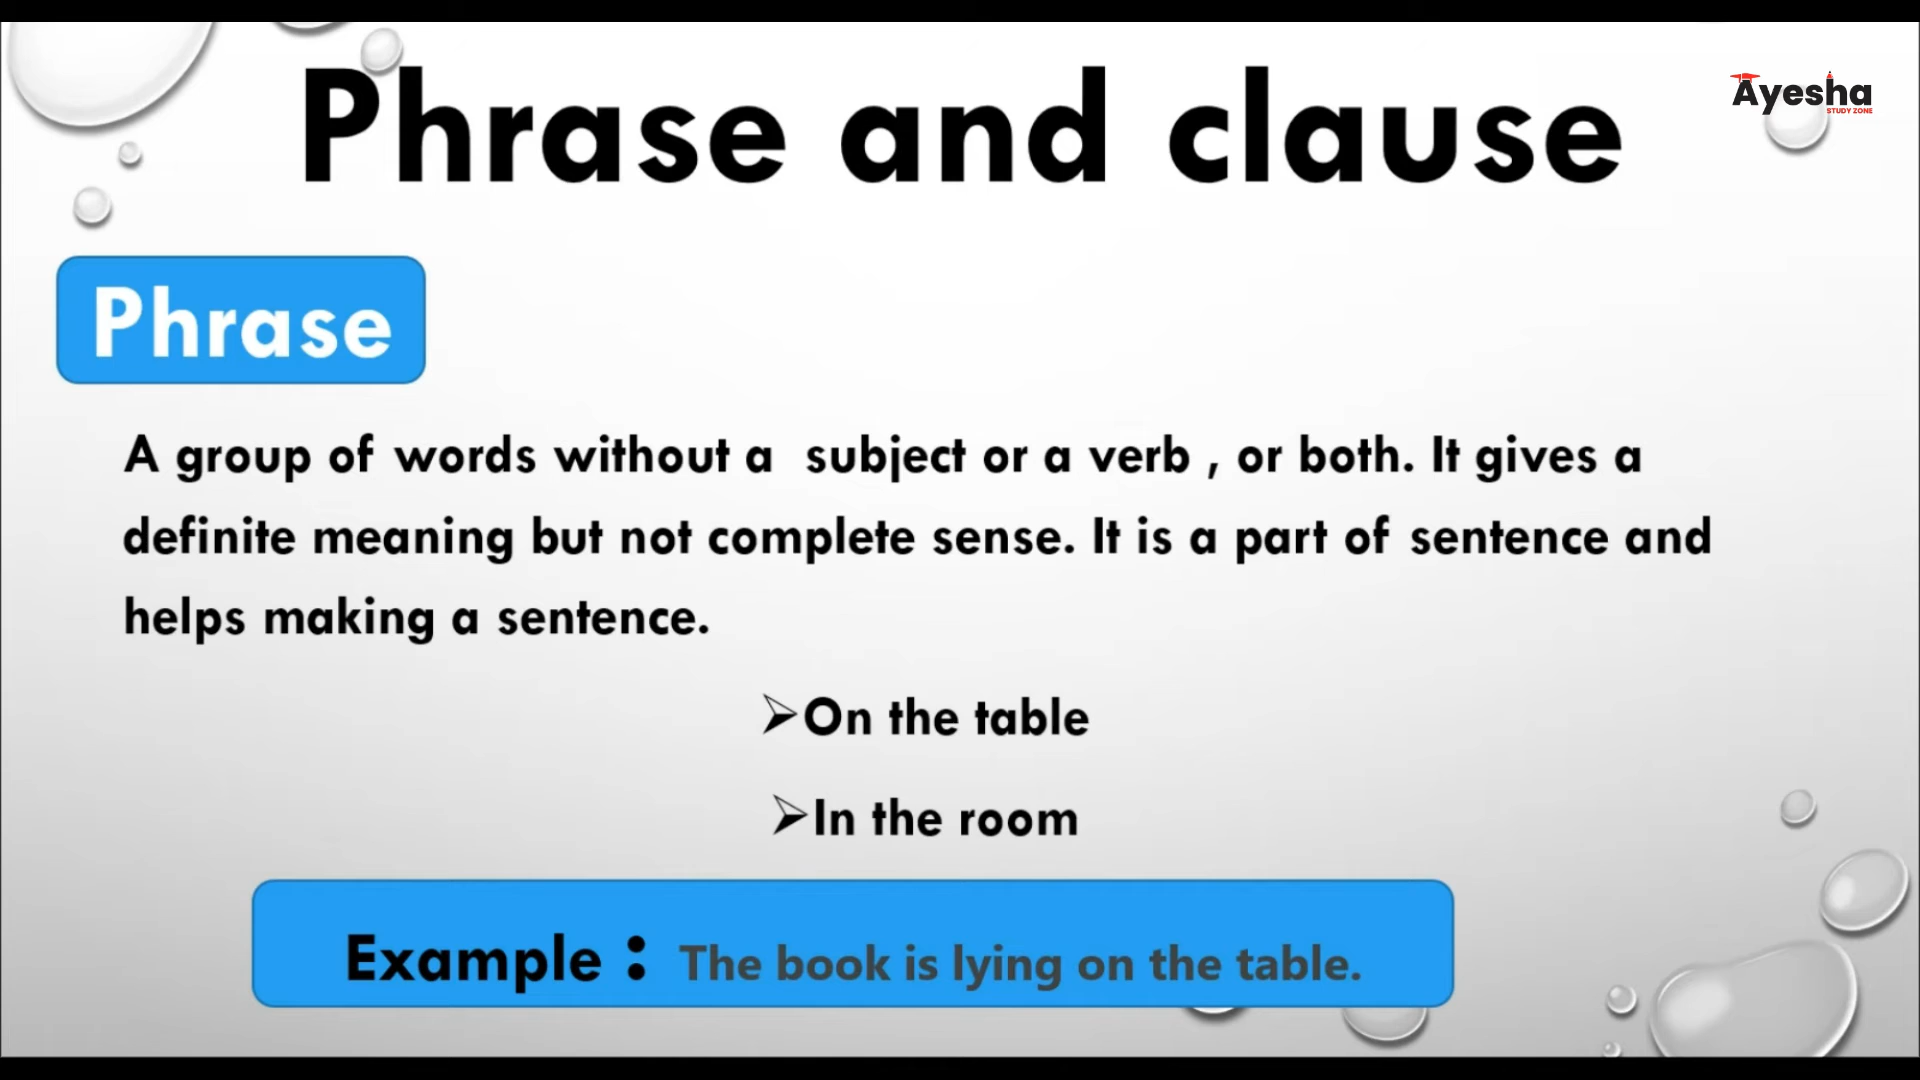 Phrase and clause
Ayesha
STUDY ZONE
Phrase
A group of words without a subject or a verb , or both. It gives a
definite meaning but not complete sense. It is a part of sentence and
helps making a sentence.
➢On the table
➢In the room
Example : The book is lying on the table.